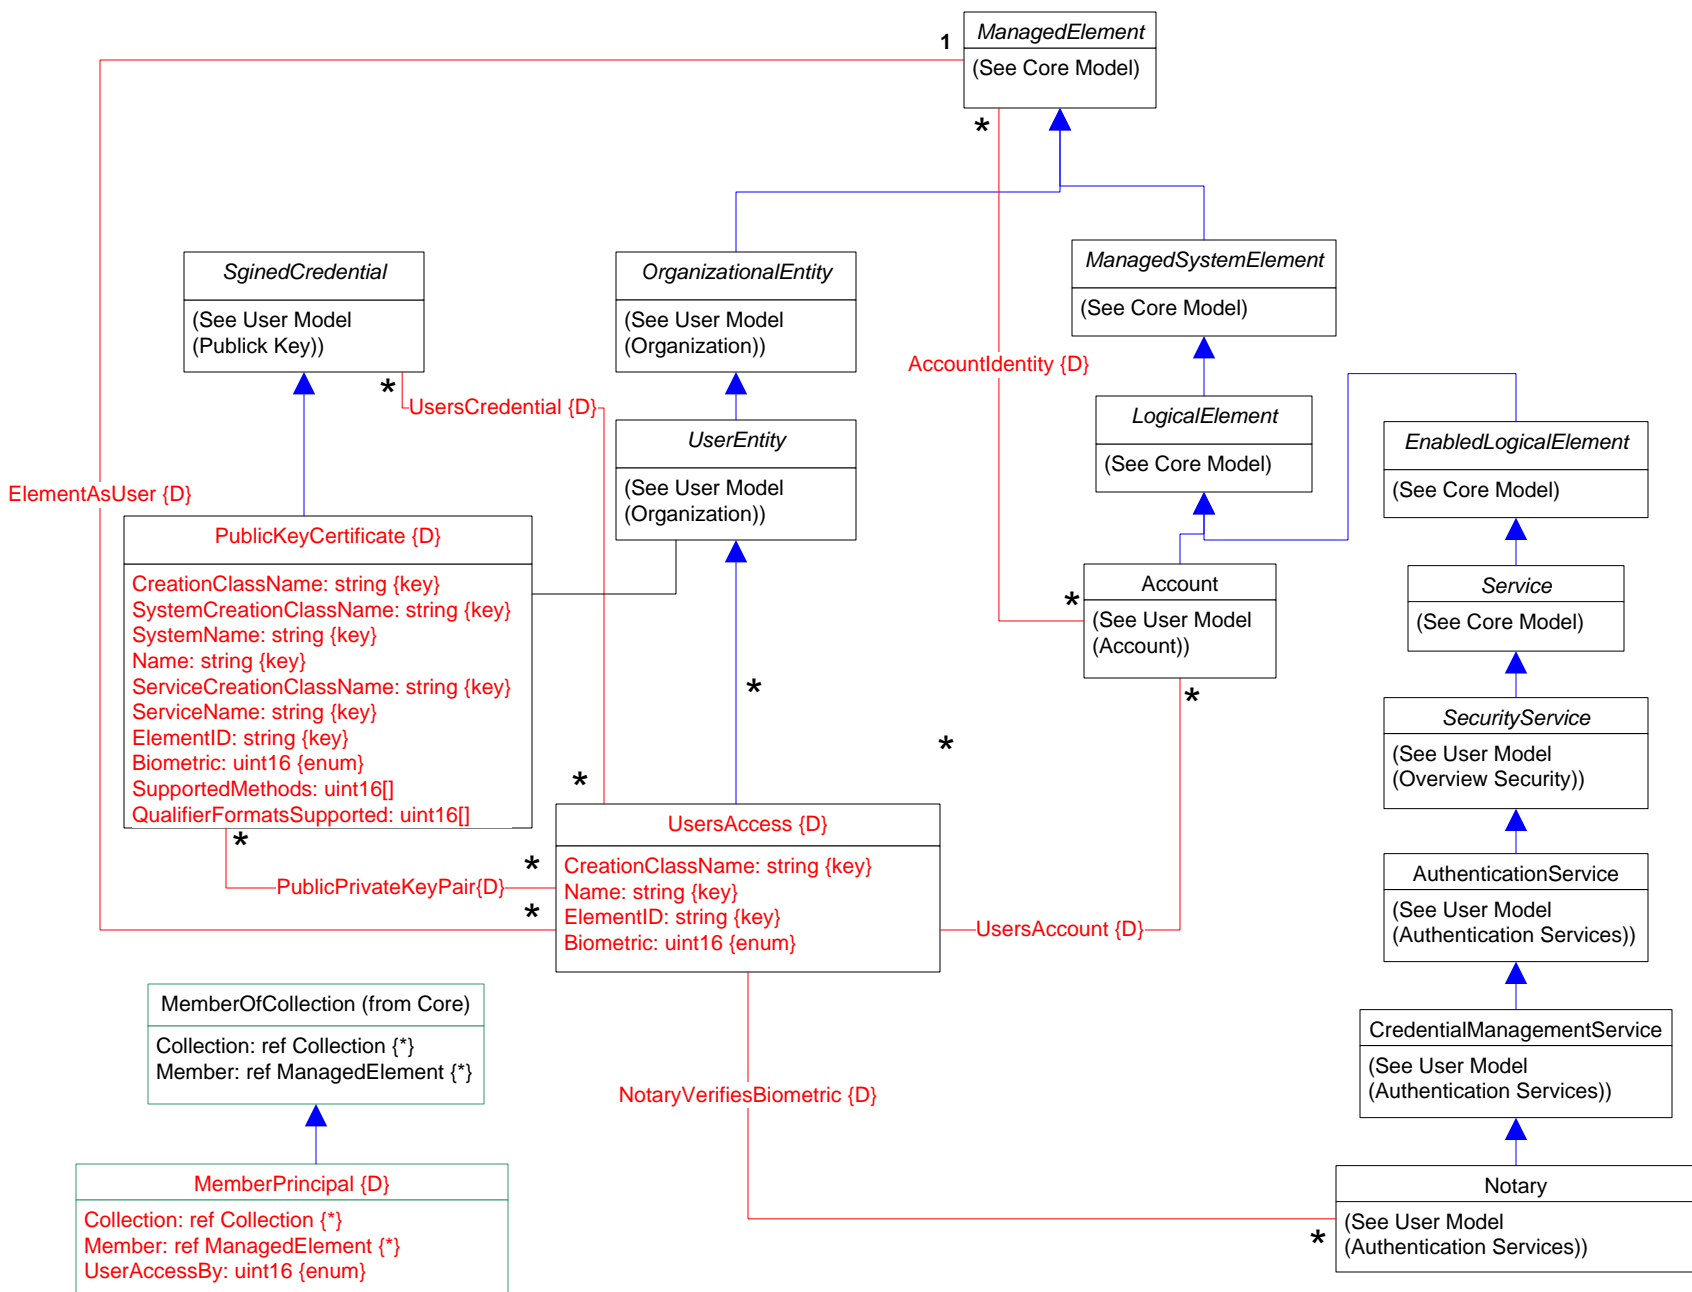 ManagedElement
1
(See Core Model)
*
SginedCredential
(See User Model
(Publick Key))
*
OrganizationalEntity
(See User Model
(Organization))
ManagedSystemElement
(See Core Model)
AccountIdentity {D}
UsersCredential {D}
LogicalElement
(See Core Model)
UserEntity
(See User Model
(Organization))
EnabledLogicalElement
(See Core Model)
ElementAsUser {D}
PublicKeyCertificate {D}
CreationClassName: string {key}
SystemCreationClassName: string {key}
SystemName: string {key}
Name: string {key}
ServiceCreationClassName: string {key}
ServiceName: string {key}
ElementID: string {key}
Biometric: uint16 {enum}
SupportedMethods: uint16[]
QualifierFormatsSupported: uint16[]
*
Account
(See User Model
(Account))
*
*
Service
(See Core Model)
*
*
*
SecurityService
(See User Model
(Overview Security))
UsersAccess {D}
CreationClassName: string {key}
Name: string {key}
ElementID: string {key}
Biometric: uint16 {enum}
*
*
*
PublicPrivateKeyPair{D}
UsersAccount {D}
AuthenticationService
(See User Model
(Authentication Services))
MemberOfCollection (from Core)
Collection: ref Collection {*}
Member: ref ManagedElement {*}
CredentialManagementService
(See User Model
(Authentication Services))
NotaryVerifiesBiometric {D}
MemberPrincipal {D}
Collection: ref Collection {*}
Member: ref ManagedElement {*}
UserAccessBy: uint16 {enum}
Notary
(See User Model
(Authentication Services))
*